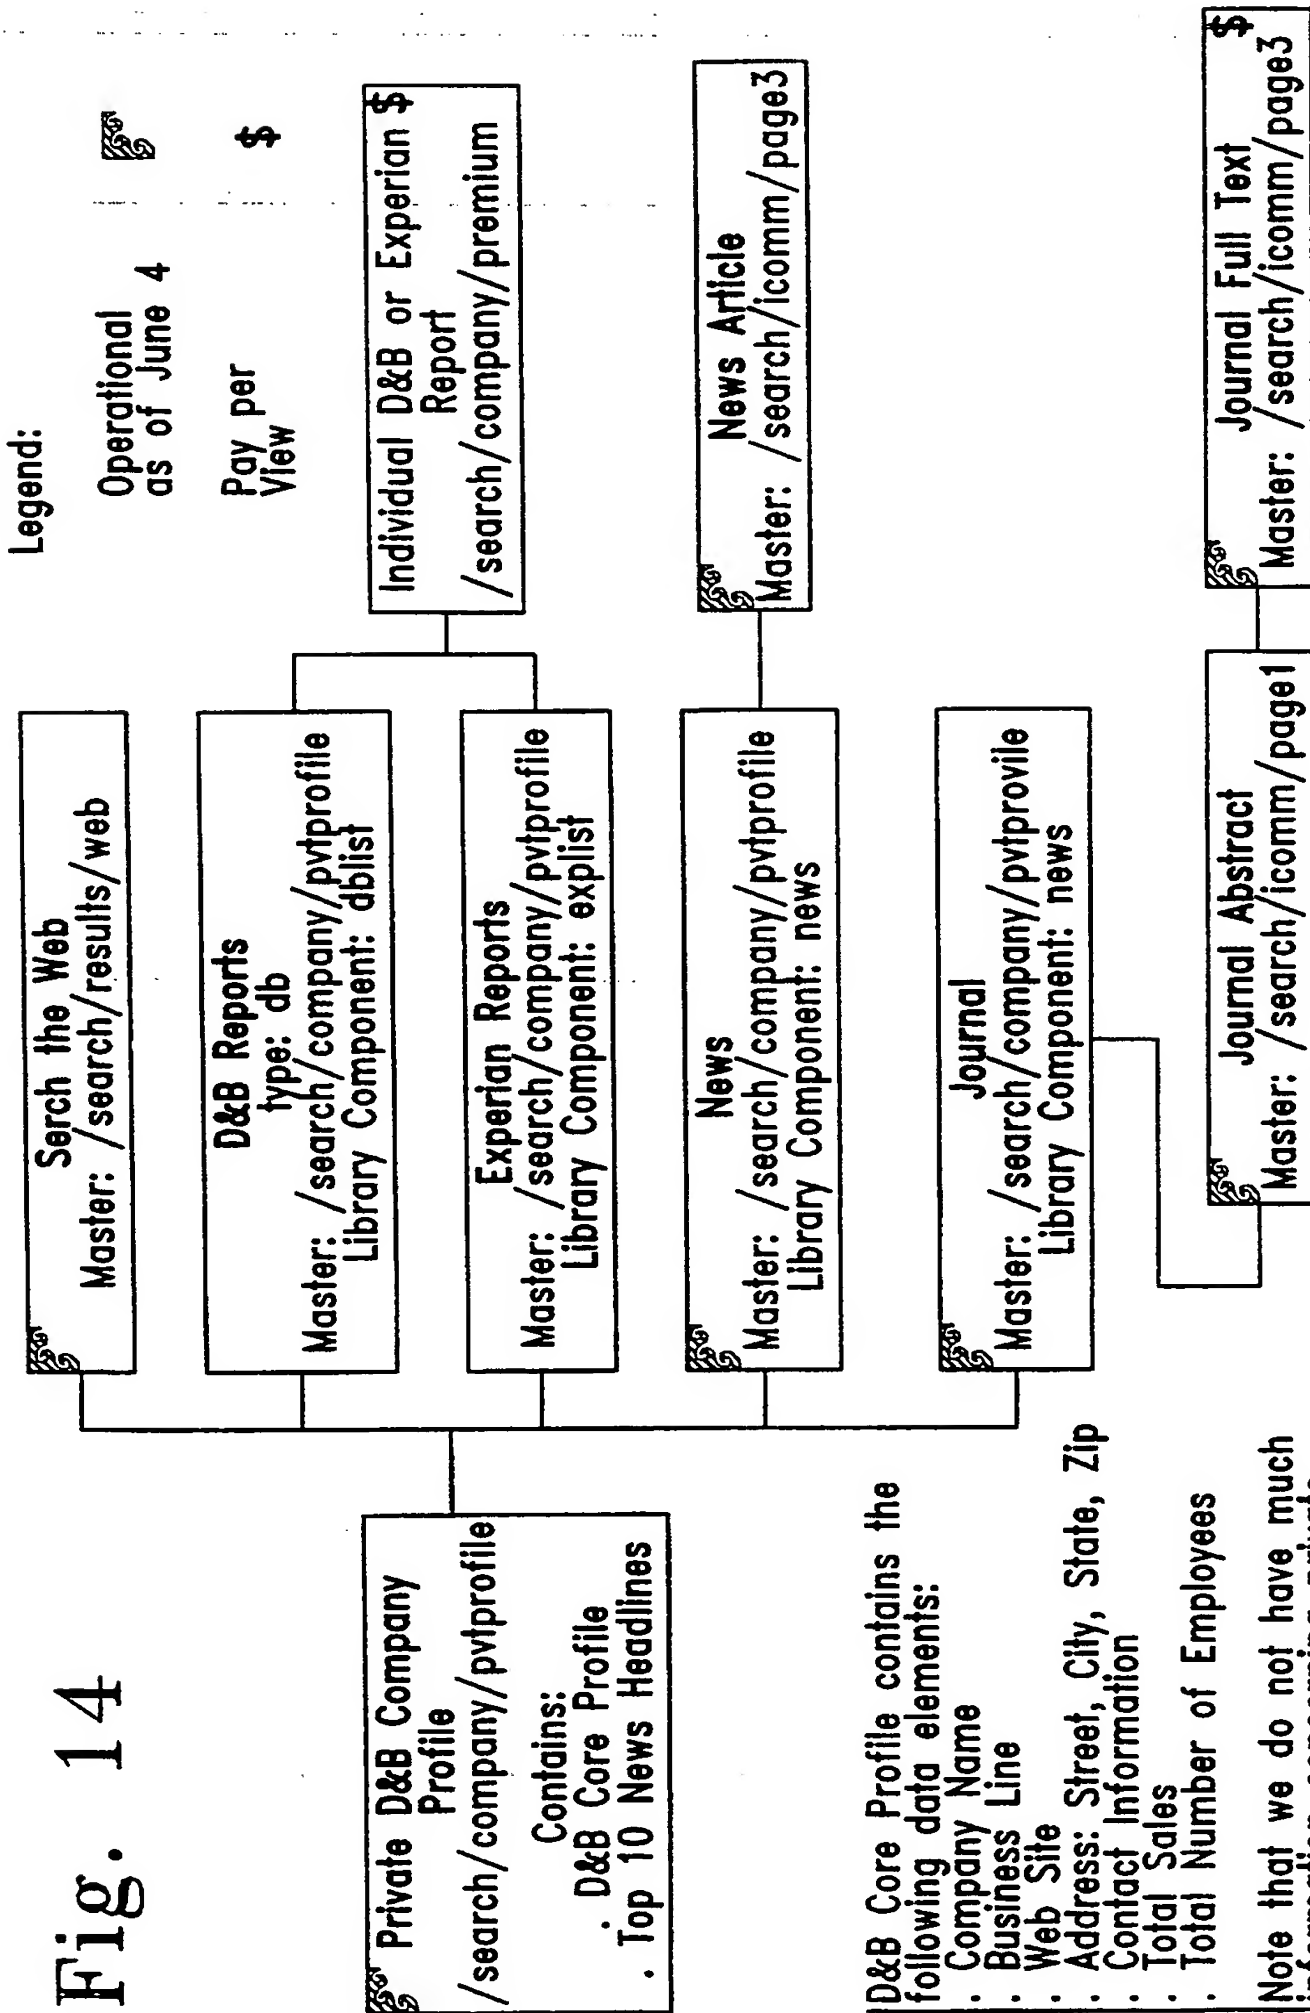 Fig. 14
Legend:
Operational
as of June 4
Pay per
View
$
Private D&B Company
Profile
/search/company/pvtprofile
Contains:
. D&B Core Profile
. Top 10 News Headlines
Serch the Web
Master: /search/results/web
D&B Reports
type: db
Master: /search/company/pvtprofile
Library Component: dblist
Experian Reports
Master: /search/company/pvtprofile
Library Component: explist
News
Master: /search/company/pvtprofile
Library Component: news
Journal
Master: /search/company/pvtprovile
Library Component: news
Individual D&B or Experian $
Report
/search/company/premium
News Article
Master: /search/icomm/page3
Journal Abstract
Master: /search/icomm/page1
Journal Full Text $
Master: /search/icomm/page3
D&B Core Profile contains the
following data elements:
. Company Name
. Business Line
. Web Site
. Address: Street, City, State, Zip
. Contact Information
. Total Sales
. Total Number of Employees
Note that we do not have much
information concerning private